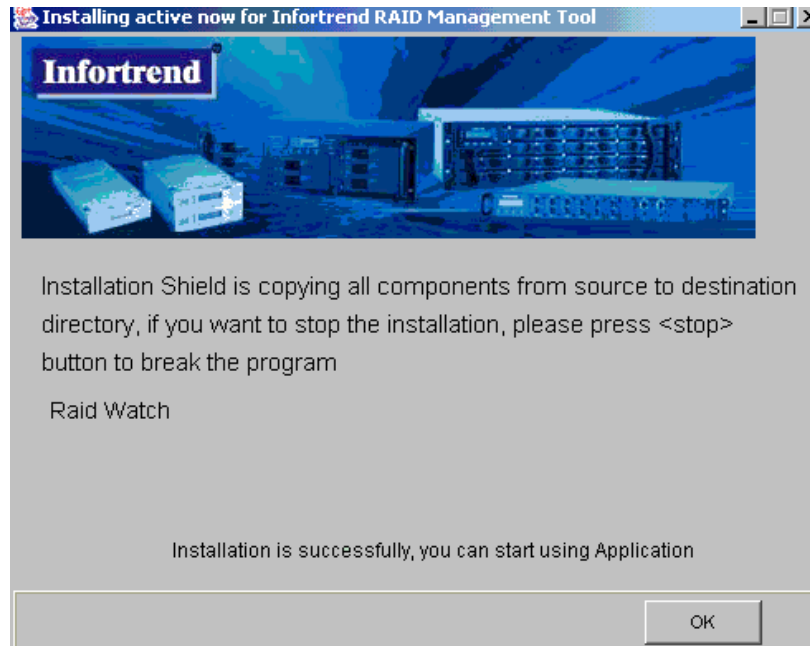 Installing active now for Infortrend RAID Management Tool
Infortrend
Installation Shield is copying all components from source to destination
directory, if you want to stop the installation, please press <stop>
button to break the program
Raid Watch
Installation is successfully, you can start using Application
OK